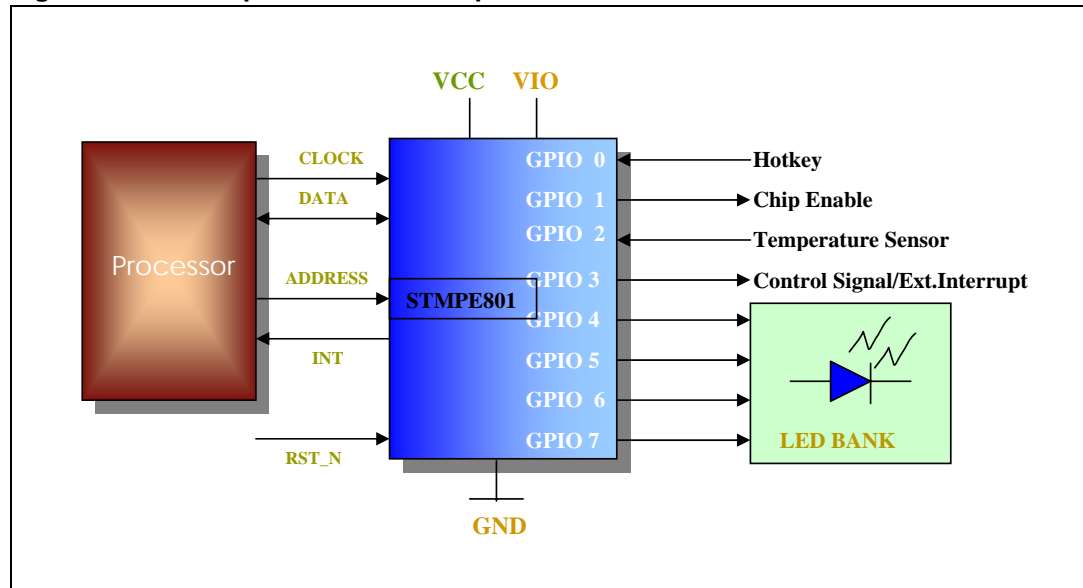 VCC VIO
Processor
CLOCK
DATA
ADDRESS
INT
RST_N
STMPE801
GPIO 0
GPIO 1
GPIO 2
GPIO 3
GPIO 4
GPIO 5
GPIO 6
GPIO 7
Hotkey
Chip Enable
Temperature Sensor
Control Signal/Ext.Interrupt
LED BANK
GND